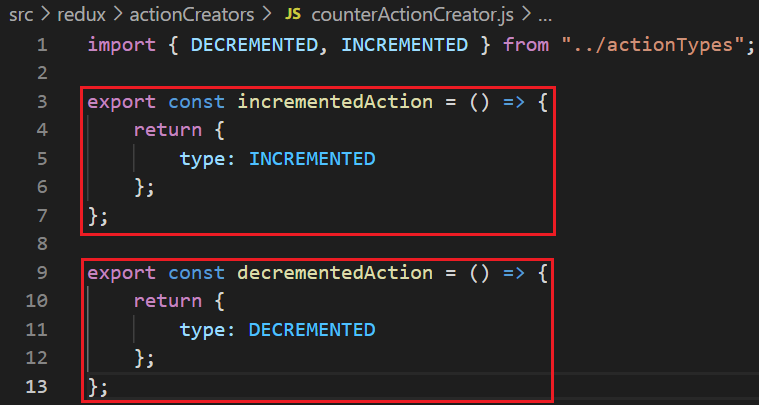 src > redux > actionCreators > JS counterActionCreator.js > ...
1 import { DECREMENTED, INCREMENTED } from "../actionTypes";
2
3 export const incrementedAction = () => {
4     return {
5         type: INCREMENTED
6     };
7 };
8
9 export const decrementedAction = () => {
10     return {
11         type: DECREMENTED
12     };
13 };